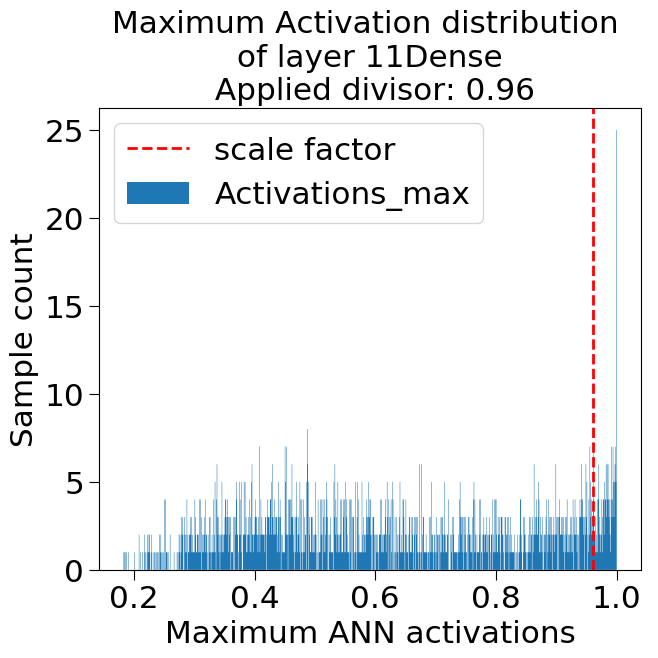 Maximum Activation distribution
of layer 11Dense
Applied divisor: 0.96
scale factor
Activations_max
25
20
15
10
5
0
Sample count
0.2 0.4 0.6 0.8 1.0
Maximum ANN activations